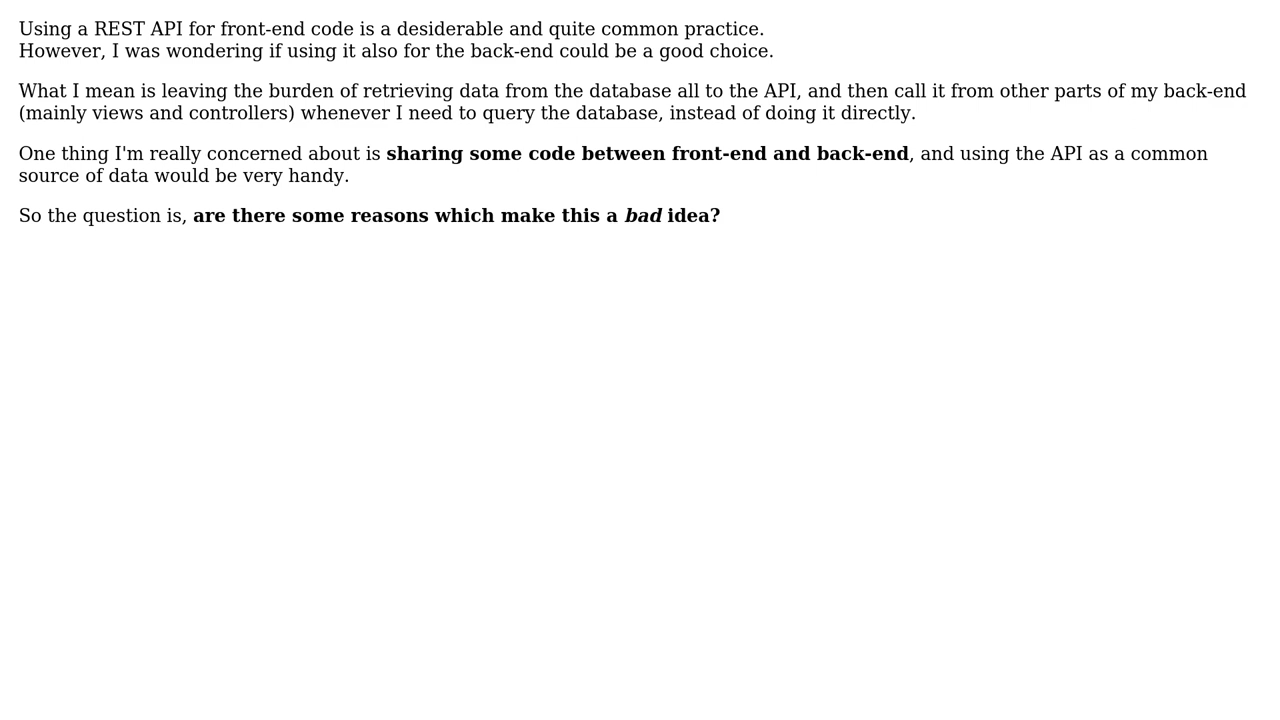 Using a REST API for front-end code is a desiderable and quite common practice.
However, I was wondering if using it also for the back-end could be a good choice.
What I mean is leaving the burden of retrieving data from the database all to the API, and then call it from other parts of my back-end
(mainly views and controllers) whenever I need to query the database, instead of doing it directly.
One thing I'm really concerned about is sharing some code between front-end and back-end, and using the API as a common
source of data would be very handy.
So the question is, are there some reasons which make this a bad idea?